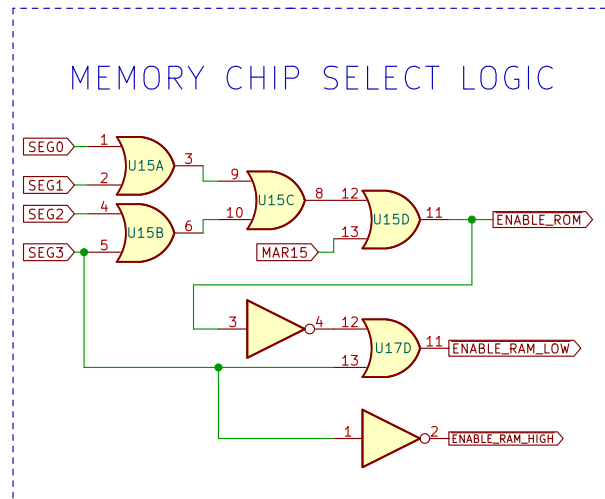 MEMORY CHIP SELECT LOGIC
SEG0 1
U15A 3
SEG1 2
9
U15C 8 12
SEG2 4
10
U15D 11 ENABLE_ROM
U15B 6
SEG3 5
MAR15 13
3 4 12
U17D 11 ENABLE_RAM_LOW
13
1 2 ENABLE_RAM_HIGH